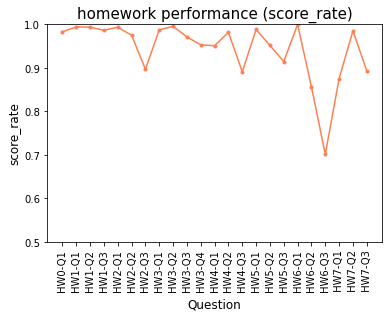 homework performance (score_rate)
score_rate
1.0
0.9
0.8
0.7
0.6
0.5
HW0-Q1
HW1-Q1
HW1-Q2
HW1-Q3
HW2-Q1
HW2-Q2
HW2-Q3
HW3-Q1
HW3-Q2
HW3-Q3
HW3-Q4
HW4-Q1
HW4-Q2
HW4-Q3
HW5-Q1
HW5-Q2
HW5-Q3
HW6-Q1
HW6-Q2
HW6-Q3
HW7-Q1
HW7-Q2
HW7-Q3
Question